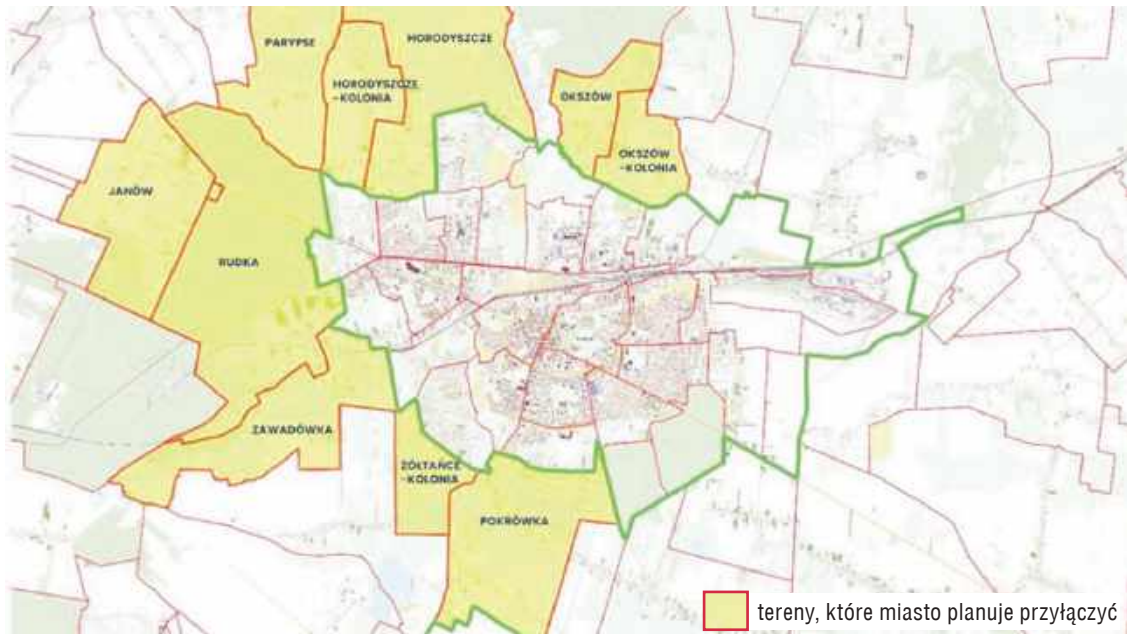 PARYPSE
HORODYSZCZE
HORODYSZCZE
-KOLONIA
OKSZÓW
OKSZÓW
-KOLONIA
JANÓW
RUDKA
ZAWADÓWKA
ŻÓŁTAŃCE
-KOLONIA
POKRÓWKA
tereny, które miasto planuje przyłączyć